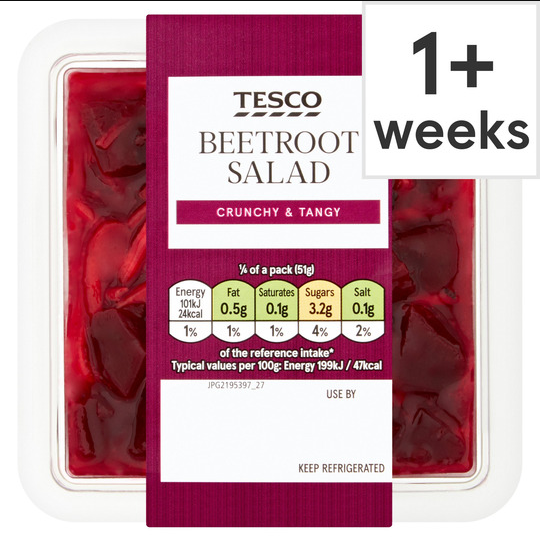 1+
weeks
TESCO
BEETROOT
SALAD
CRUNCHY & TANGY
¼ of a pack (51g)
Energy 101kJ 24kcal 1%
Fat 0.5g 1%
Saturates 0.1g 1%
Sugars 3.2g 4%
Salt 0.1g 2%
of the reference intake*
Typical values per 100g: Energy 199kJ / 47kcal
JPG2195397_27
USE BY
KEEP REFRIGERATED